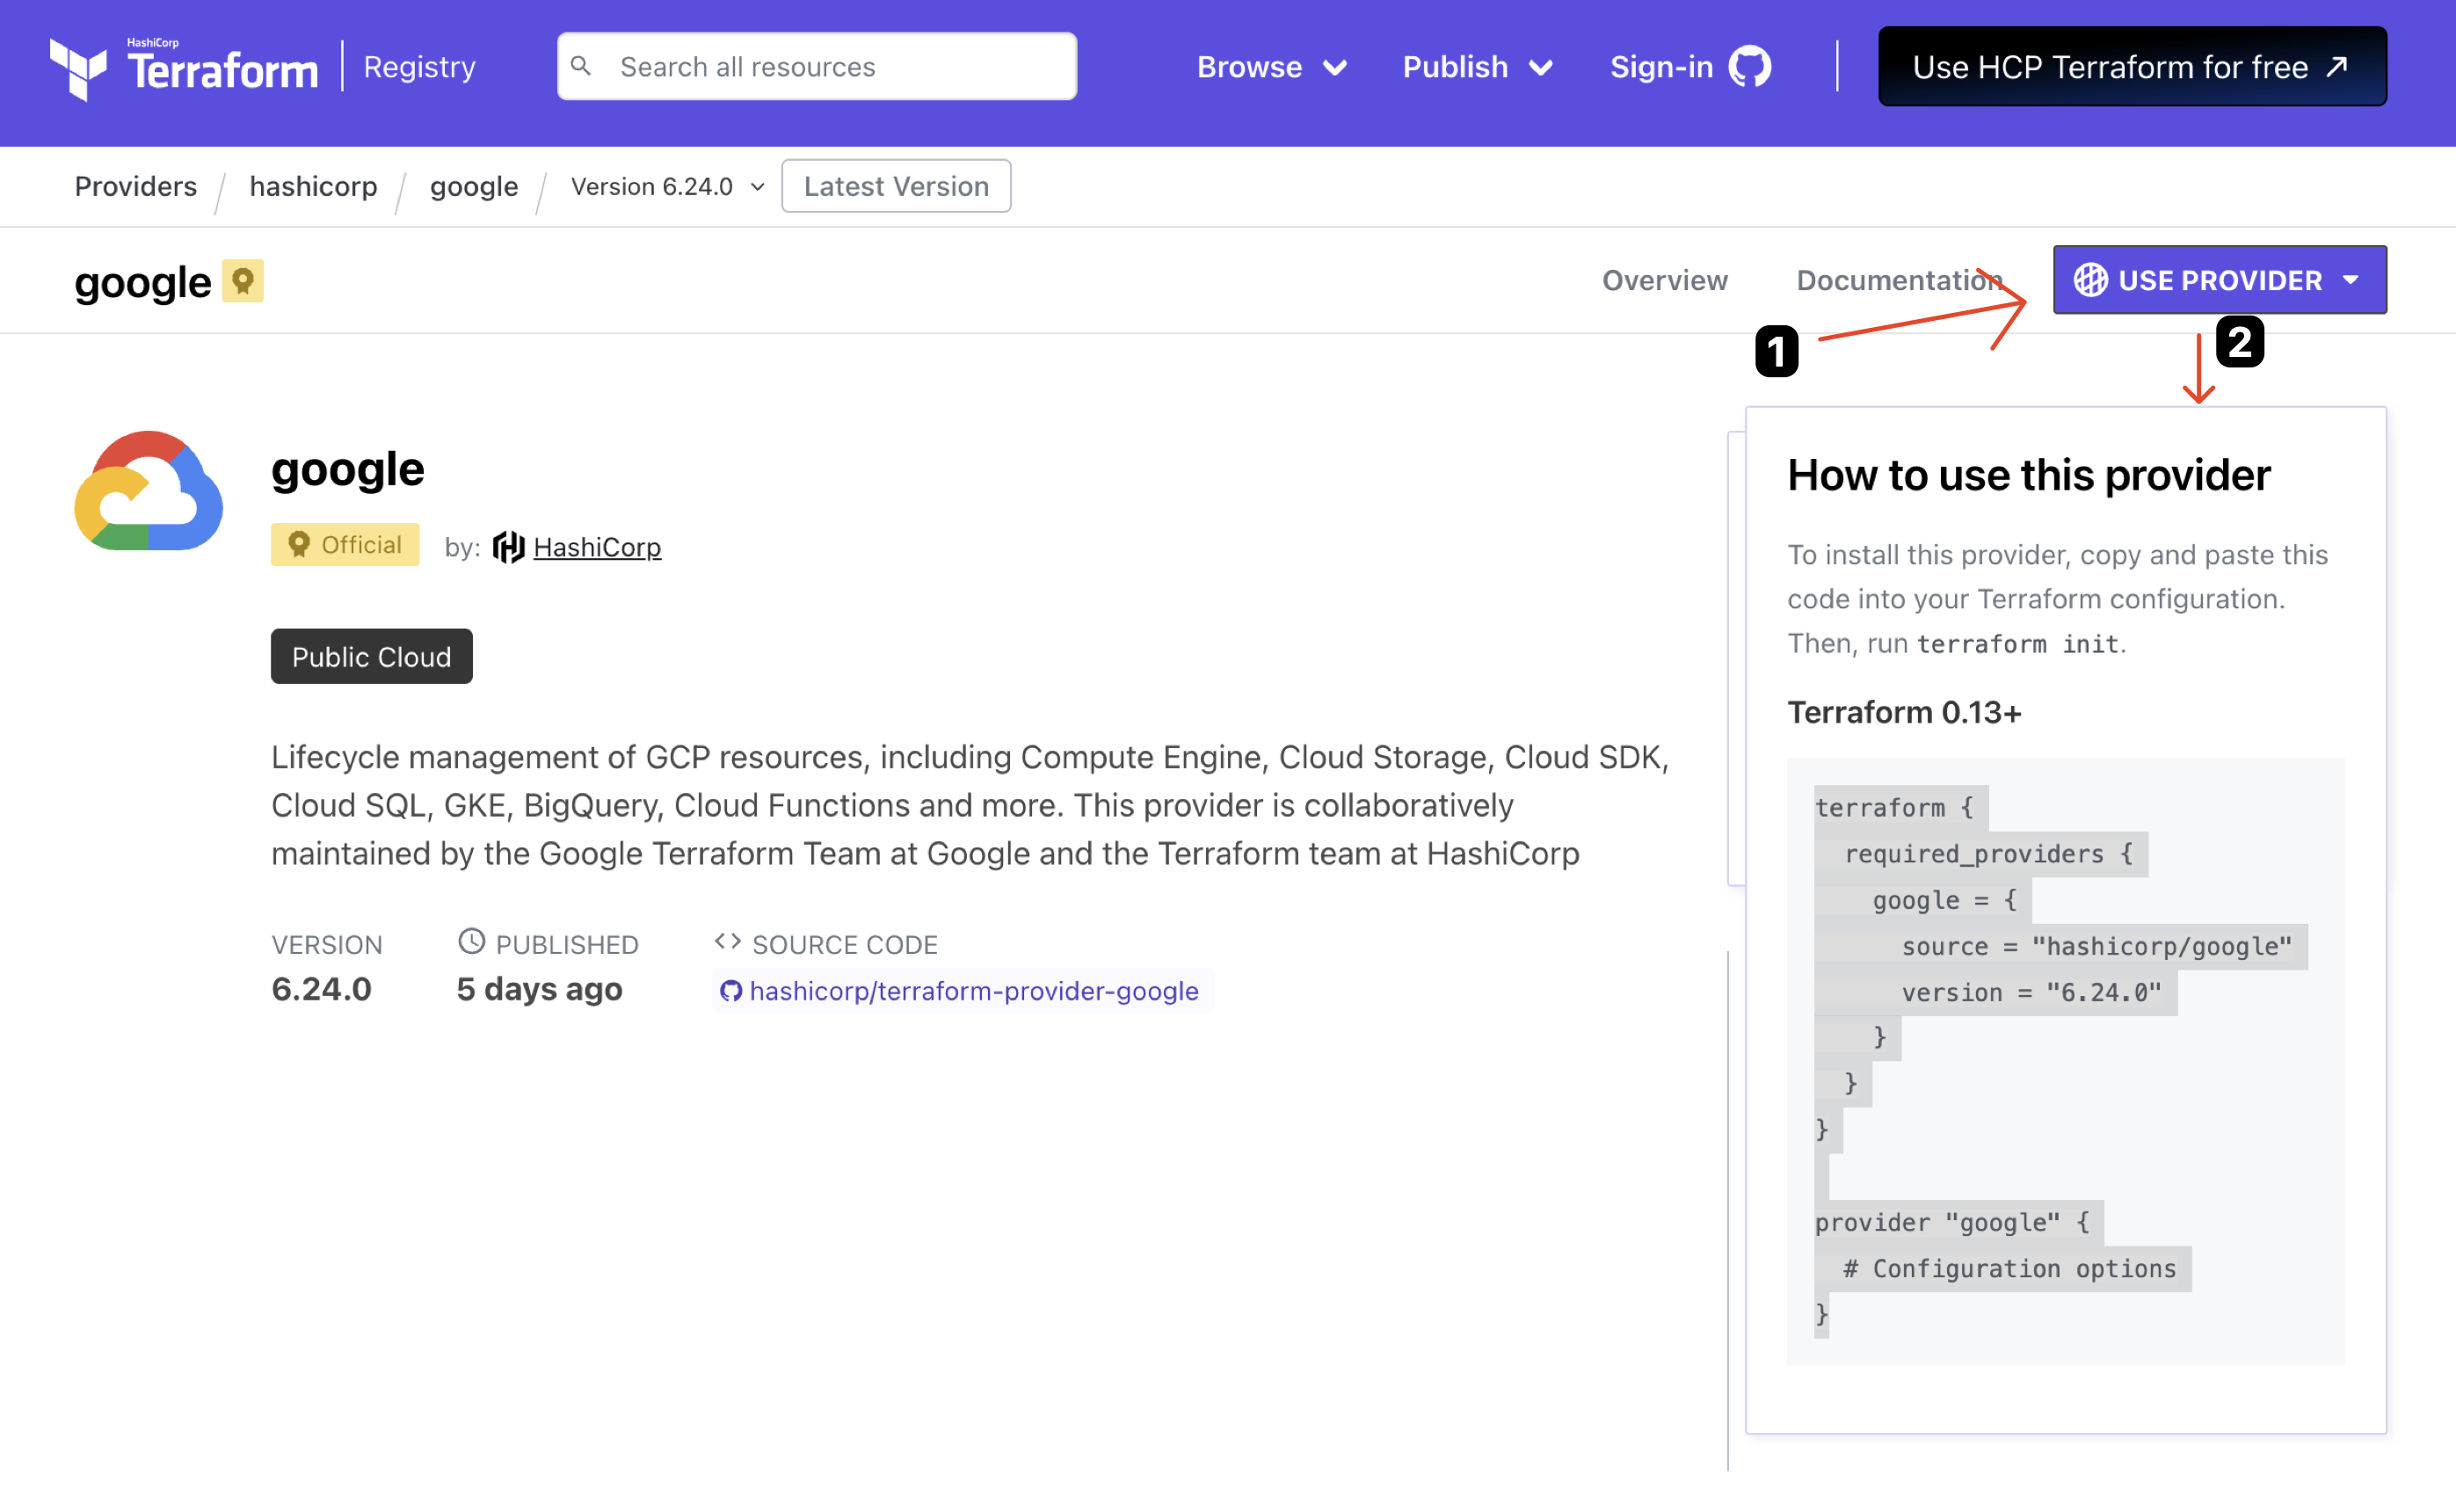 HashiCorp
Terraform
Registry
Search all resources
Browse
Publish
Sign-in
Use HCP Terraform for free
Providers / hashicorp / google / Version 6.24.0
Latest Version
google
Overview
Documentation
USE PROVIDER
1
2
google
Official
by: HashiCorp
Public Cloud
Lifecycle management of GCP resources, including Compute Engine, Cloud Storage, Cloud SDK,
Cloud SQL, GKE, BigQuery, Cloud Functions and more. This provider is collaboratively
maintained by the Google Terraform Team at Google and the Terraform team at HashiCorp
VERSION
6.24.0
PUBLISHED
5 days ago
SOURCE CODE
hashicorp/terraform-provider-google
How to use this provider
To install this provider, copy and paste this
code into your Terraform configuration.
Then, run terraform init.
Terraform 0.13+
terraform {
  required_providers {
    google = {
      source = "hashicorp/google"
      version = "6.24.0"
    }
  }
}
provider "google" {
  # Configuration options
}